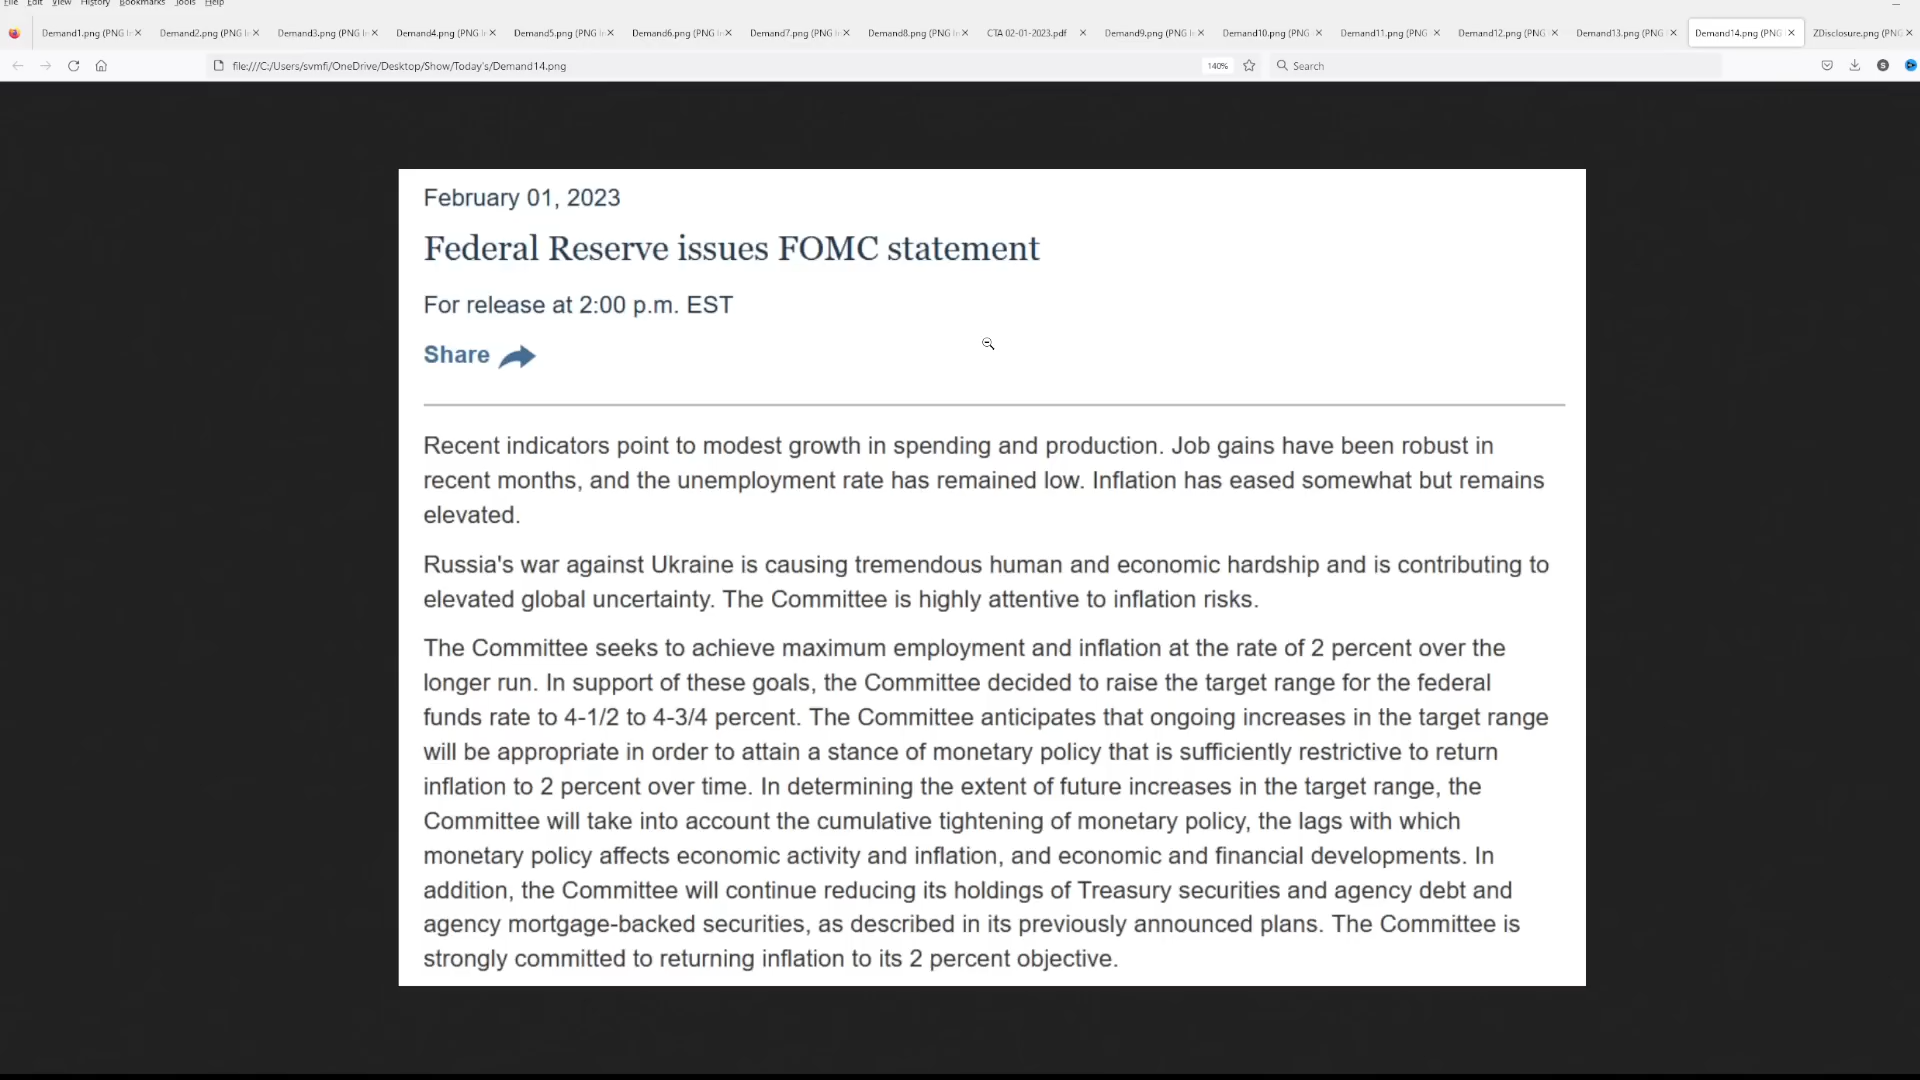 File Edit View History Bookmarks Tools Help
Demand1.png (PNG Demand2.png (PNG Demand3.png (PNG Demand4.png (PNG Demand5.png (PNG Demand6.png (PNG Demand7.png (PNG Demand8.png (PNG CTA 02-01-2023.pdf Demand9.png (PNG Demand10.png (PNG Demand11.png (PNG Demand12.png (PNG Demand13.png (PNG Demand14.png (PNG ZDisclosure.png (PNG
file:///C:/Users/svmfi/OneDrive/Desktop/Show/Today's/Demand14.png 140% Search S
February 01, 2023
Federal Reserve issues FOMC statement
For release at 2:00 p.m. EST
Share
Recent indicators point to modest growth in spending and production. Job gains have been robust in
recent months, and the unemployment rate has remained low. Inflation has eased somewhat but remains
elevated.
Russia's war against Ukraine is causing tremendous human and economic hardship and is contributing to
elevated global uncertainty. The Committee is highly attentive to inflation risks.
The Committee seeks to achieve maximum employment and inflation at the rate of 2 percent over the
longer run. In support of these goals, the Committee decided to raise the target range for the federal
funds rate to 4-1/2 to 4-3/4 percent. The Committee anticipates that ongoing increases in the target range
will be appropriate in order to attain a stance of monetary policy that is sufficiently restrictive to return
inflation to 2 percent over time. In determining the extent of future increases in the target range, the
Committee will take into account the cumulative tightening of monetary policy, the lags with which
monetary policy affects economic activity and inflation, and economic and financial developments. In
addition, the Committee will continue reducing its holdings of Treasury securities and agency debt and
agency mortgage-backed securities, as described in its previously announced plans. The Committee is
strongly committed to returning inflation to its 2 percent objective.